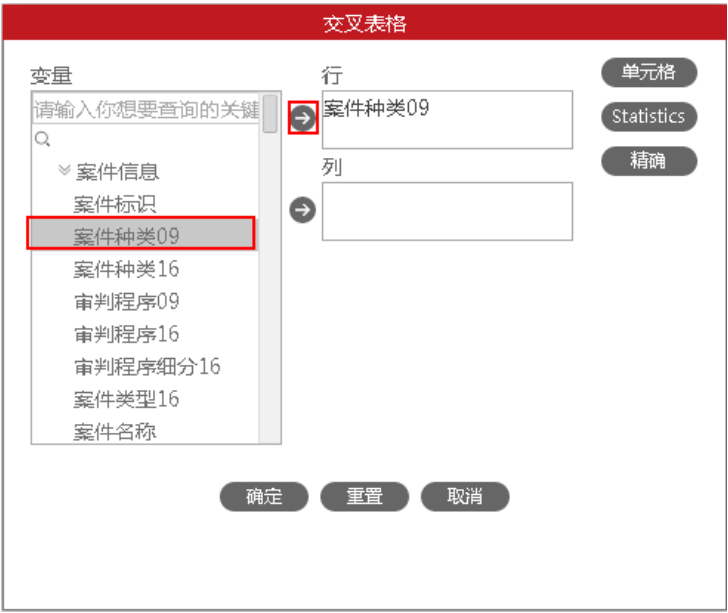 交叉表格
变量
请输入你想要查询的关键
案件信息
案件标识
案件种类09
案件种类16
审判程序09
审判程序16
审判程序细分16
案件类型16
案件名称
行
案件种类09
列
单元格
Statistics
精确
确定
重置
取消